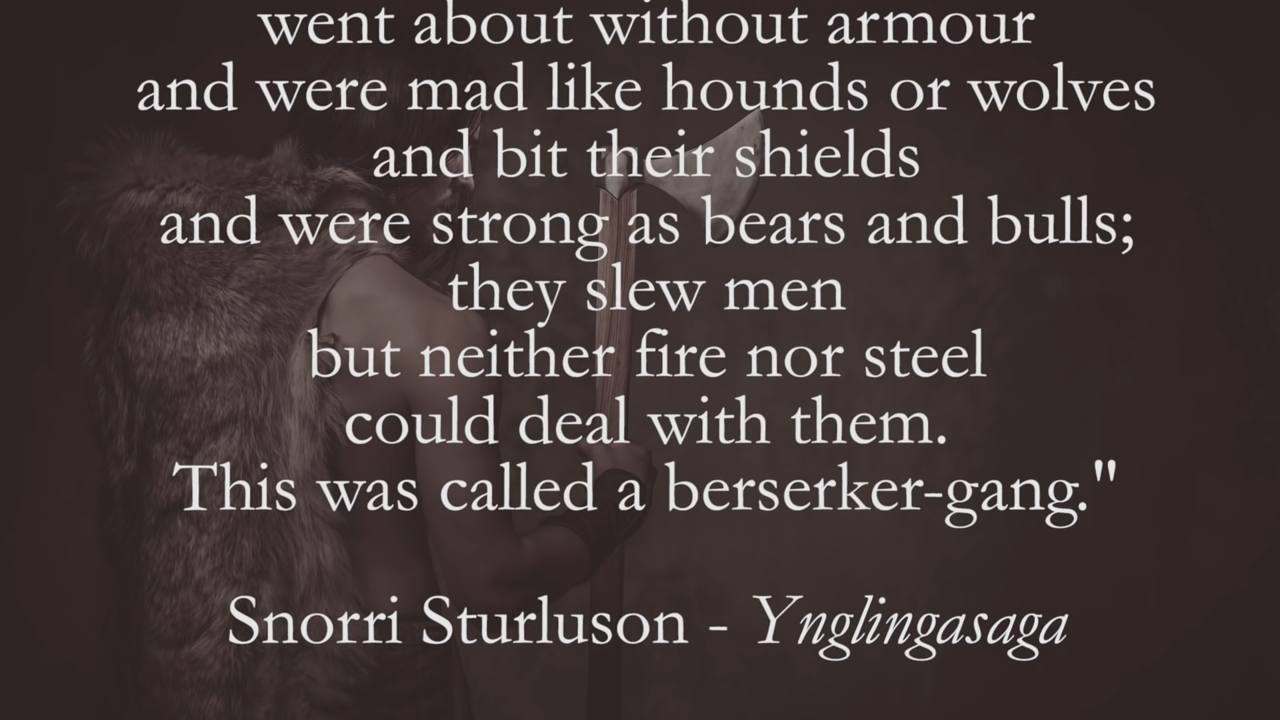 went about without armour
and were mad like hounds or wolves
and bit their shields
and were strong as bears and bulls;
they slew men
but neither fire nor steel
could deal with them.
This was called a berserker-gang."
Snorri Sturluson - Ynglingasaga